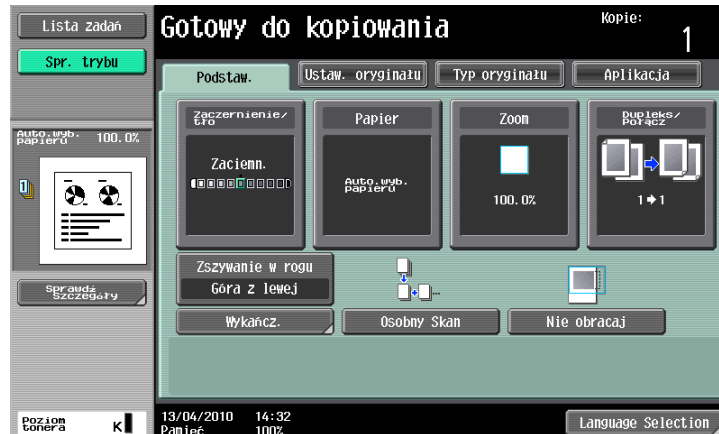 Lista zadań
Spr. trybu
Gotowy do kopiowania
Kopie:
1
Podstaw.
Ustaw. oryginału
Typ oryginału
Aplikacja
Auto.wyb.
papieru
100.0%
1
Sprawdź
Szczegóły
Zaczernienie/
tło
Zaciemn.
Papier
Auto.wyb.
papieru
Zoom
100.0%
Dupleks/
Połącz
1→1
Zszywanie w rogu
Góra z lewej
Wykańcz.
Osobny Skan
Nie obracaj
Poziom
tonera
K
13/04/2010 14:32
Pamięć 100%
Language Selection